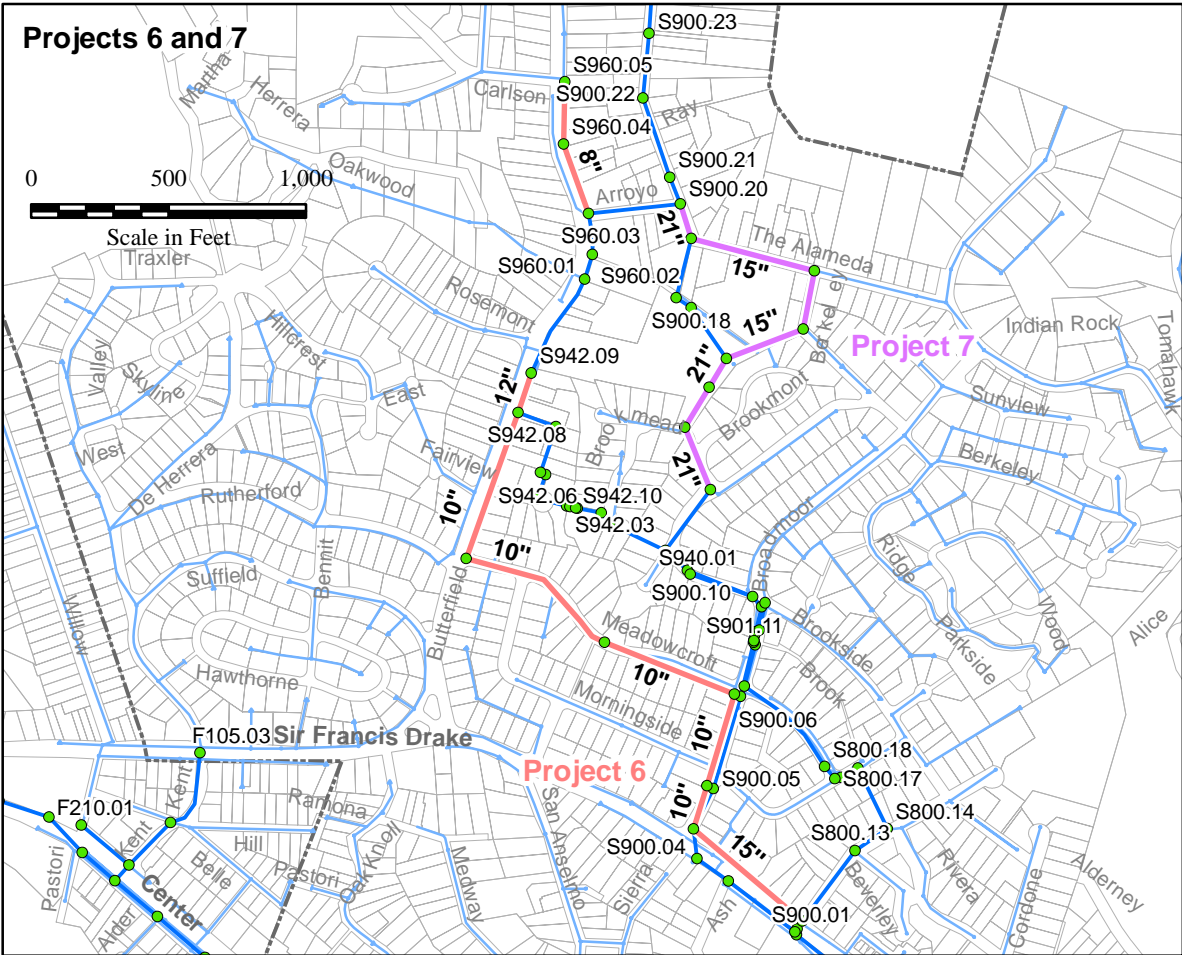 Projects 6 and 7
S900.23
Martha
Herrera
S960.05
Carlson
S900.22
Ray
S960.04
8"
Oakwood
S900.21
0 500 1,000
Scale in Feet
Arroyo
S900.20
21"
S960.03
The Alameda
Traxler
S960.01
S960.02
15"
Rosemont
S900.18
15"
Indian Rock
Tomahawk
Hillcrest
Project 7
Valley
Skyline
S942.09
21"
12"
East
Brookmont
Sunview
West
S942.08
Brook
mead
De Herrera
Fairview
Berkeley
21"
Rutherford
S942.06
S942.10
10"
S942.03
Broadmoor
10"
S940.01
Ridge
Suffield
Bennit
S900.10
Willow
Butterfield
Meadowcroft
S901.11
Brookside
Parkside
Wood
Alice
Hawthorne
10"
Brook
Morningside
S900.06
F105.03
Sir Francis Drake
10"
S800.18
Project 6
S900.05
S800.17
Kent
Ramona
10"
F210.01
San Anselmo
S800.14
Hill
S900.04
S800.13
Kent
15"
Pastori
Belle
Pastori
Oak Knoll
Medway
Sierra
Beverley
Rivera
Alderney
Center
Alder
Ash
S900.01
Cordone